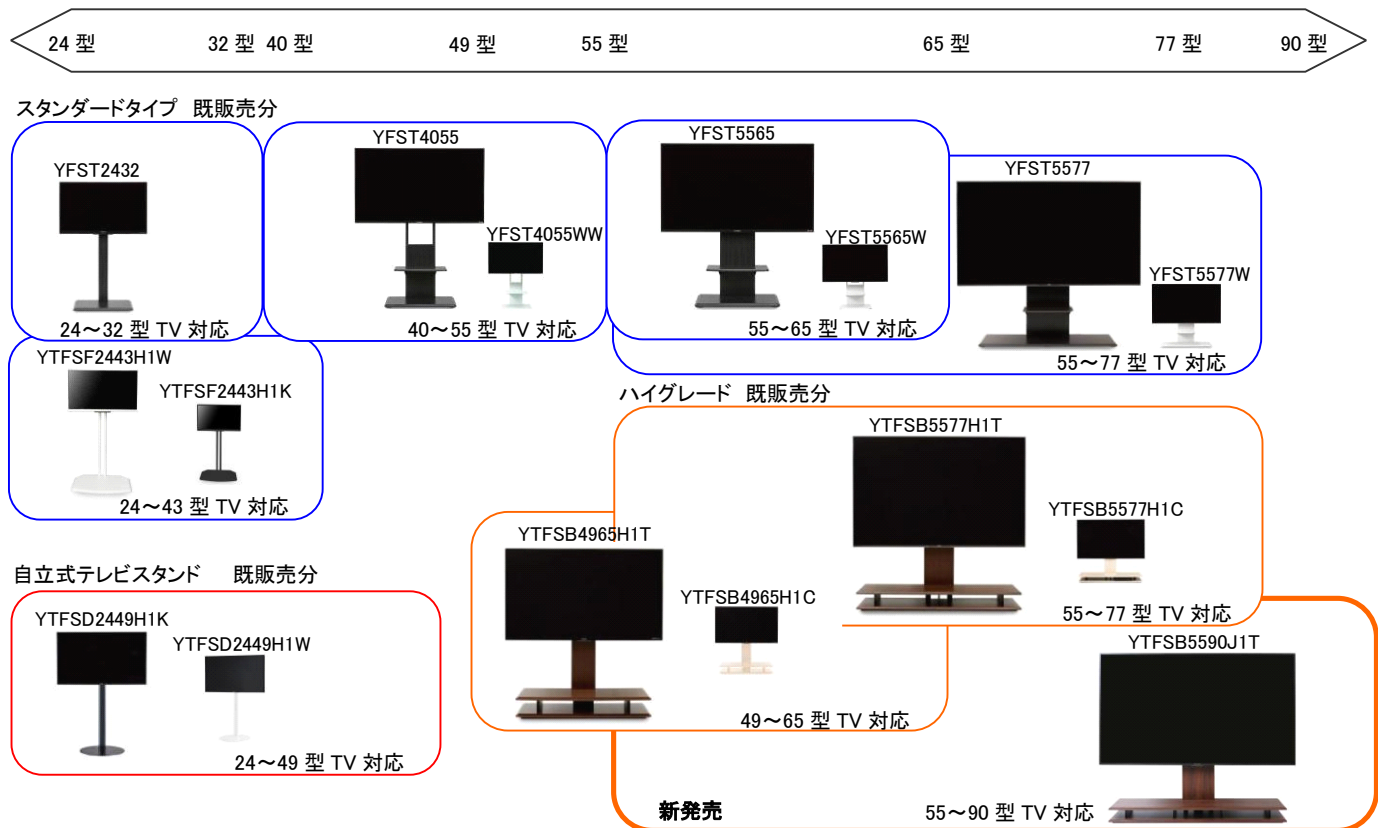 24 型 32 型 40 型 49 型 55 型 65 型 77 型 90 型
スタンダードタイプ 既販売分
YFST2432
24～32 型 TV 対応
YFST4055
YFST4055WW
40～55 型 TV 対応
YFST5565
YFST5565W
55～65 型 TV 対応
YFST5577
YFST5577W
55～77 型 TV 対応
YTFSF2443H1W
YTFSF2443H1K
24～43 型 TV 対応
ハイグレード 既販売分
YTFSB5577H1T
YTFSB5577H1C
55～77 型 TV 対応
YTFSB4965H1T
YTFSB4965H1C
49～65 型 TV 対応
自立式テレビスタンド 既販売分
YTFSD2449H1K
YTFSD2449H1W
24～49 型 TV 対応
YTFSB5590J1T
新発売
55～90 型 TV 対応